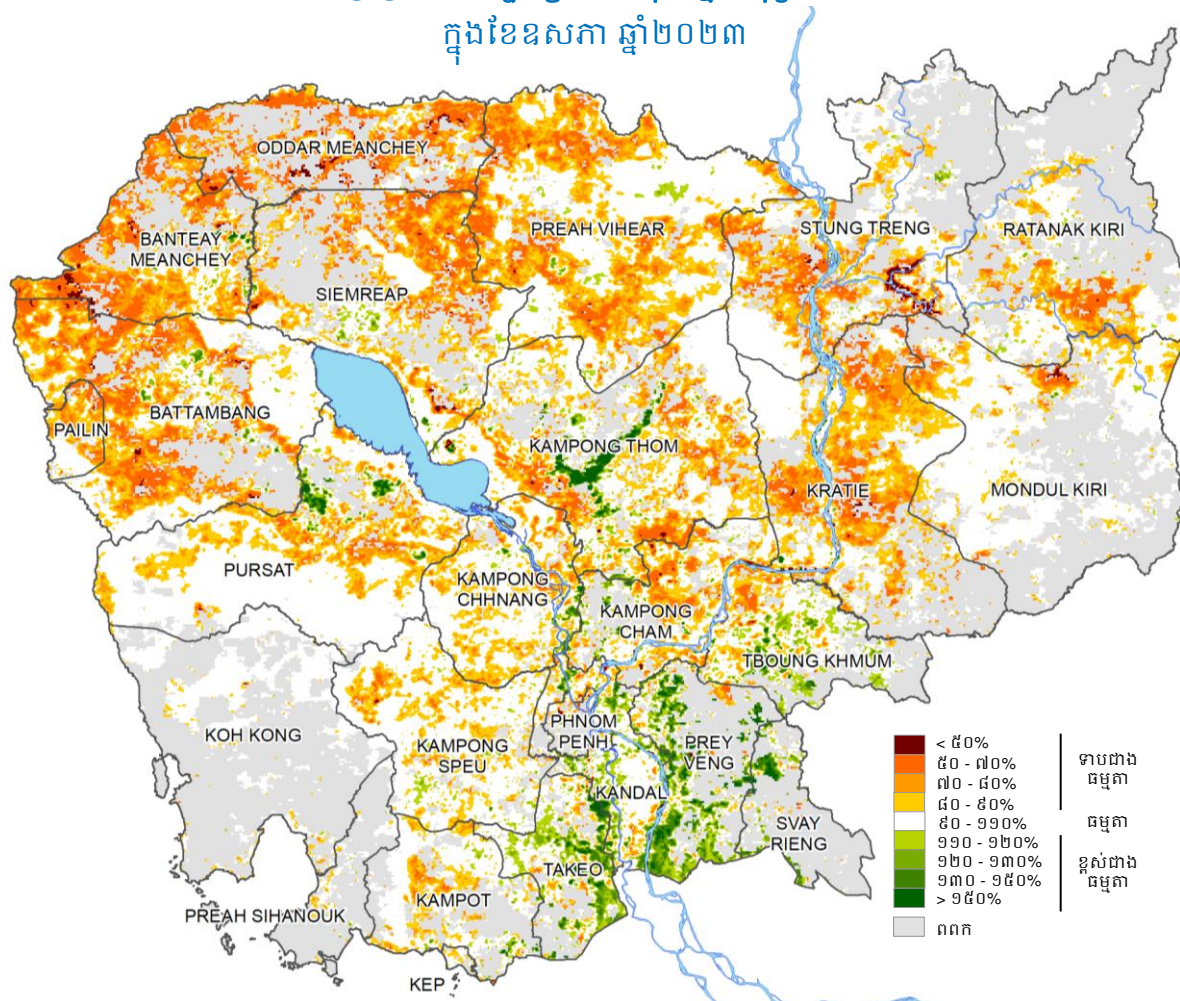 ក្នុងខែឧសភា ឆ្នាំ២០២៣
ODDAR MEANCHEY
BANTEAY
MEANCHEY
SIEMREAP
PREAH VIHEAR
STUNG TRENG
RATANAK KIRI
BATTAMBANG
PAILIN
KAMPONG THOM
KRATIE
MONDUL KIRI
PURSAT
KAMPONG
CHHNANG
KAMPONG
CHAM
TBOUNG KHMUM
KOH KONG
KAMPONG
SPEU
PHNOM
PENH
PREY
VENG
KANDAL
SVAY
RIENG
TAKEO
KAMPOT
PREAH SIHANOUK
KEP
< ៥០%
៥០ - ៧០%
៧០ - ៨០%
៨០ - ៩០%
៩០ - ១១០%
១១០ - ១២០%
១២០ - ១៣០%
១៣០ - ១៥០%
> ១៥០%
ពពក
ទាបជាង
ធម្មតា
ធម្មតា
ខ្ពស់ជាង
ធម្មតា